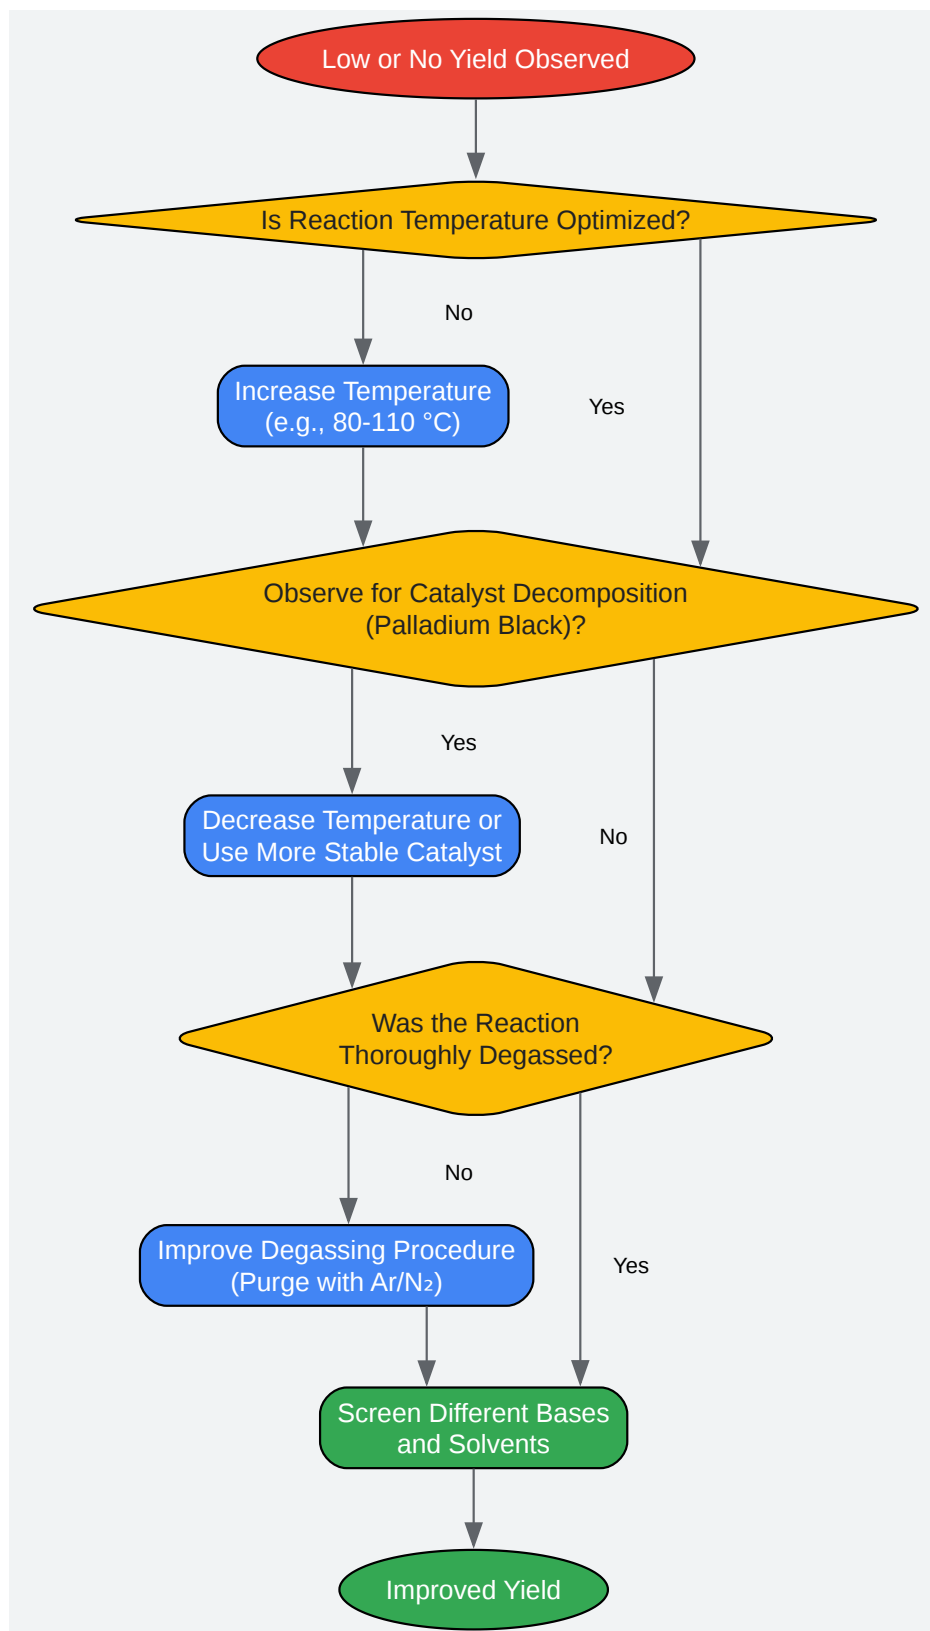 Low or No Yield Observed
Is Reaction Temperature Optimized?
No
Increase Temperature
(e.g., 80-110 °C)
Yes
Observe for Catalyst Decomposition
(Palladium Black)?
Yes
Decrease Temperature or
Use More Stable Catalyst
No
Was the Reaction
Thoroughly Degassed?
No
Improve Degassing Procedure
(Purge with Ar/N₂)
Yes
Screen Different Bases
and Solvents
Improved Yield